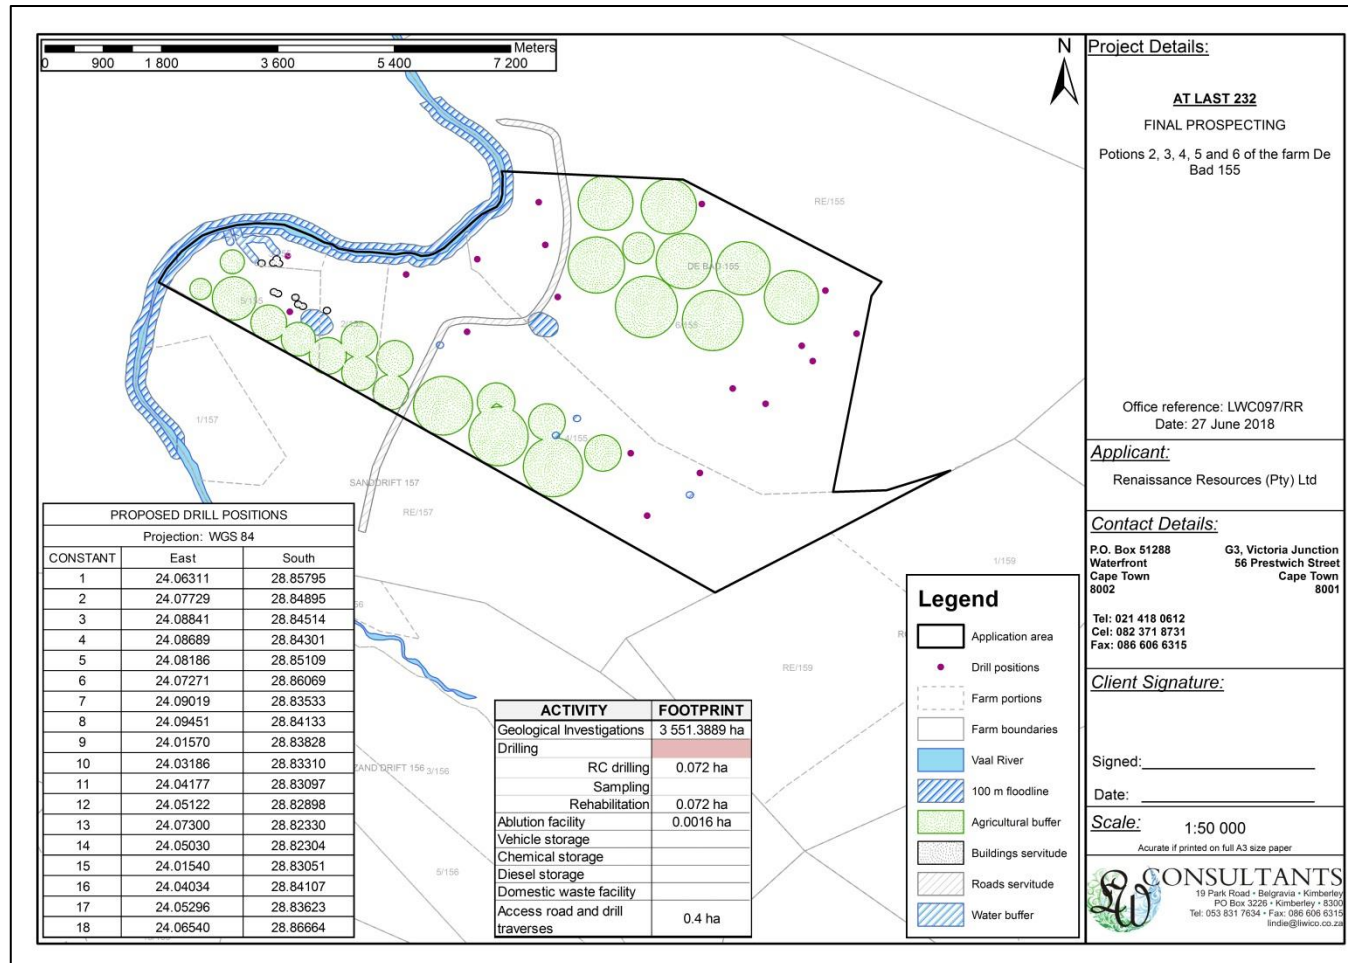 Meters
0 900 1 800 3 600 5 400 7 200
N
RE/155
DE BAD 155
6/155
5/155
2/155
4/155
1/157
SANDDRIFT 157
RE/157
1/159
RE/159
ZAND DRIFT 156
3/156
5/156
PROPOSED DRILL POSITIONS
Projection: WGS 84
CONSTANT East South
1 24.06311 28.85795
2 24.07729 28.84895
3 24.08841 28.84514
4 24.08689 28.84301
5 24.08186 28.85109
6 24.07271 28.86069
7 24.09019 28.83533
8 24.09451 28.84133
9 24.01570 28.83828
10 24.03186 28.83310
11 24.04177 28.83097
12 24.05122 28.82898
13 24.07300 28.82330
14 24.05030 28.82304
15 24.01540 28.83051
16 24.04034 28.84107
17 24.05296 28.83623
18 24.06540 28.86664
ACTIVITY FOOTPRINT
Geological Investigations 3 551.3889 ha
Drilling
RC drilling 0.072 ha
Sampling
Rehabilitation 0.072 ha
Ablution facility 0.0016 ha
Vehicle storage
Chemical storage
Diesel storage
Domestic waste facility
Access road and drill
traverses 0.4 ha
Legend
Application area
Drill positions
Farm portions
Farm boundaries
Vaal River
100 m floodline
Agricultural buffer
Buildings servitude
Roads servitude
Water buffer
Project Details:
AT LAST 232
FINAL PROSPECTING
Potions 2, 3, 4, 5 and 6 of the farm De
Bad 155
Office reference: LWC097/RR
Date: 27 June 2018
Applicant:
Renaissance Resources (Pty) Ltd
Contact Details:
P.O. Box 51288 G3, Victoria Junction
Waterfront 56 Prestwich Street
Cape Town Cape Town
8002 8001
Tel: 021 418 0612
Cel: 082 371 8731
Fax: 086 606 6315
Client Signature:
Signed:
Date:
Scale: 1:50 000
Acurate if printed on full A3 size paper
LW CONSULTANTS
19 Park Road • Belgravia • Kimberley
PO Box 3226 • Kimberley • 8300
Tel: 053 831 7634 • Fax: 086 606 6315
lindie@liwico.co.za